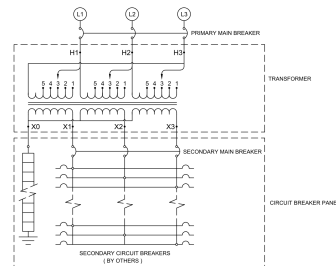 L1 L2 L3
PRIMARY MAIN BREAKER
H1 H2 H3
TRANSFORMER
5 4 3 2 1 5 4 3 2 1 5 4 3 2 1
X0 X1 X2 X3
SECONDARY MAIN BREAKER
CIRCUIT BREAKER PANE
SECONDARY CIRCUIT BREAKERS
( BY OTHERS )